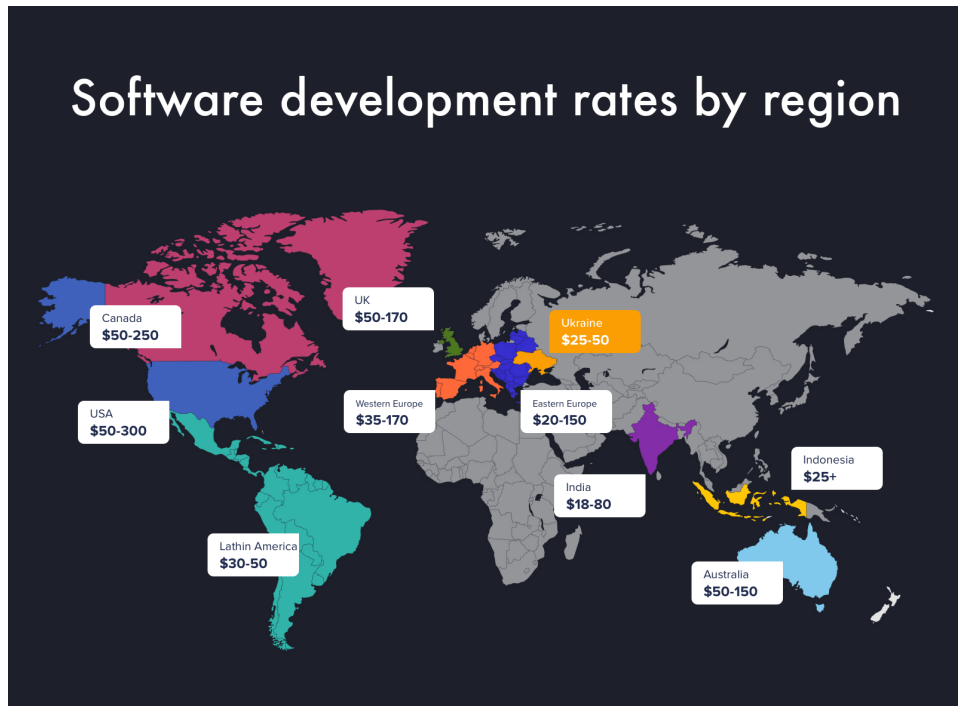 Software development rates by region
Canada
$50-250
UK
$50-170
Ukraine
$25-50
USA
$50-300
Western Europe
$35-170
Eastern Europe
$20-150
India
$18-80
Indonesia
$25+
Lathin America
$30-50
Australia
$50-150